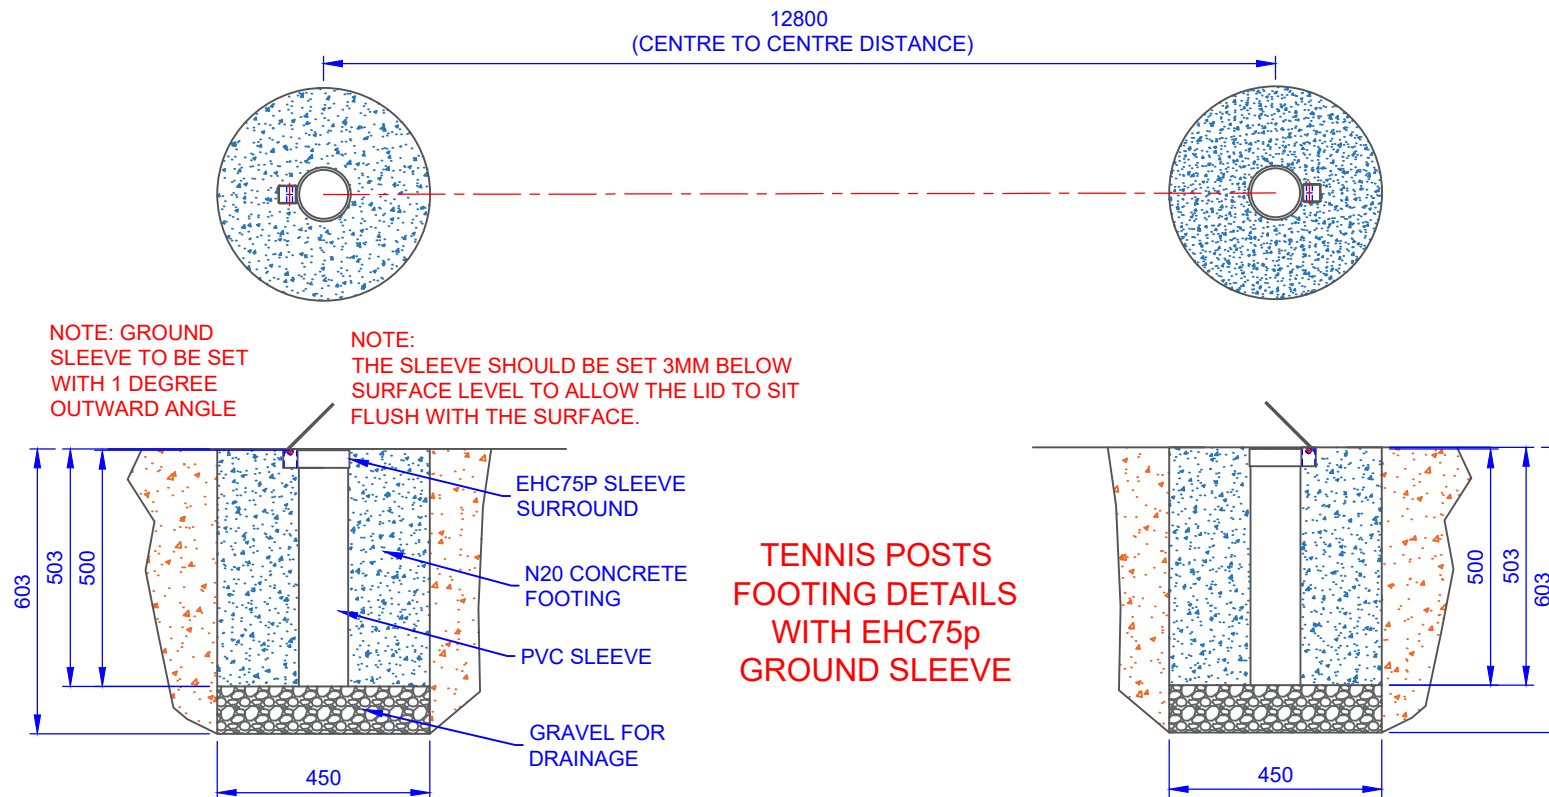 12800
(CENTRE TO CENTRE DISTANCE)
NOTE: GROUND
SLEEVE TO BE SET
WITH 1 DEGREE
OUTWARD ANGLE
NOTE:
THE SLEEVE SHOULD BE SET 3MM BELOW
SURFACE LEVEL TO ALLOW THE LID TO SIT
FLUSH WITH THE SURFACE.
603
503
500
EHC75P SLEEVE
SURROUND
N20 CONCRETE
FOOTING
PVC SLEEVE
GRAVEL FOR
DRAINAGE
450
TENNIS POSTS
FOOTING DETAILS
WITH EHC75p
GROUND SLEEVE
500
503
603
450